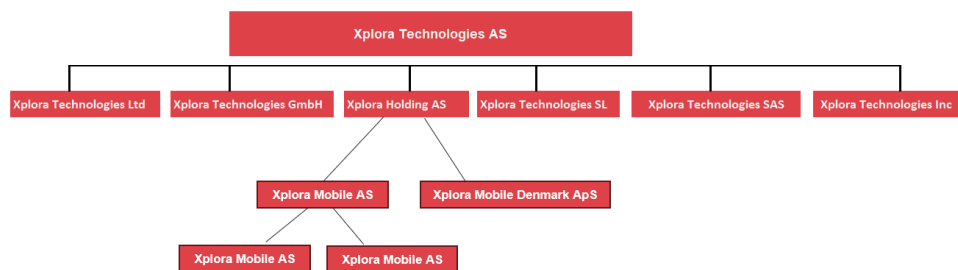 Xplora Technologies AS
Xplora Technologies Ltd
Xplora Technologies GmbH
Xplora Holding AS
Xplora Technologies SL
Xplora Technologies SAS
Xplora Technologies Inc
Xplora Mobile AS
Xplora Mobile Denmark ApS
Xplora Mobile AS
Xplora Mobile AS